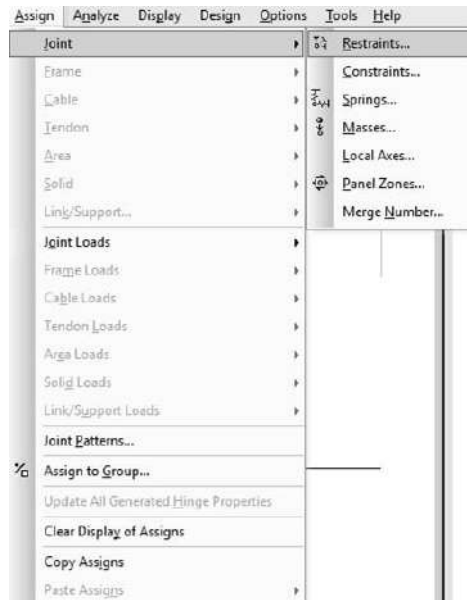 Assign Analyze Display Design Options Tools Help
Joint
Frame
Cable
Tendon
Area
Solid
Link/Support...
Joint Loads
Frame Loads
Cable Loads
Tendon Loads
Area Loads
Solid Loads
Link/Support Loads
Joint Patterns...
Assign to Group...
Update All Generated Hinge Properties
Clear Display of Assigns
Copy Assigns
Paste Assigns
Restraints...
Constraints...
Springs...
Masses...
Local Axes...
Panel Zones...
Merge Number...